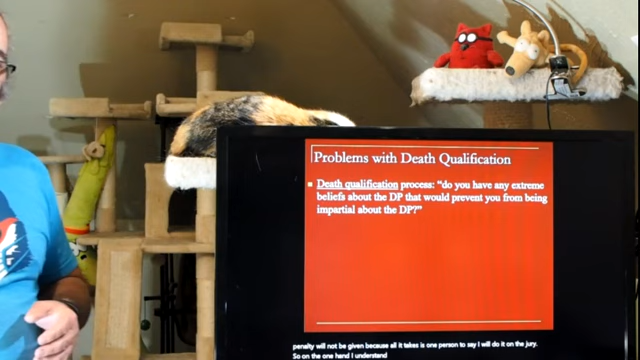 Problems with Death Qualification
Death qualification process: “do you have any extreme
beliefs about the DP that would prevent you from being
impartial about the DP?”
penalty will not be given because all it takes is one person to say I will do it on the jury.
So on the one hand I understand